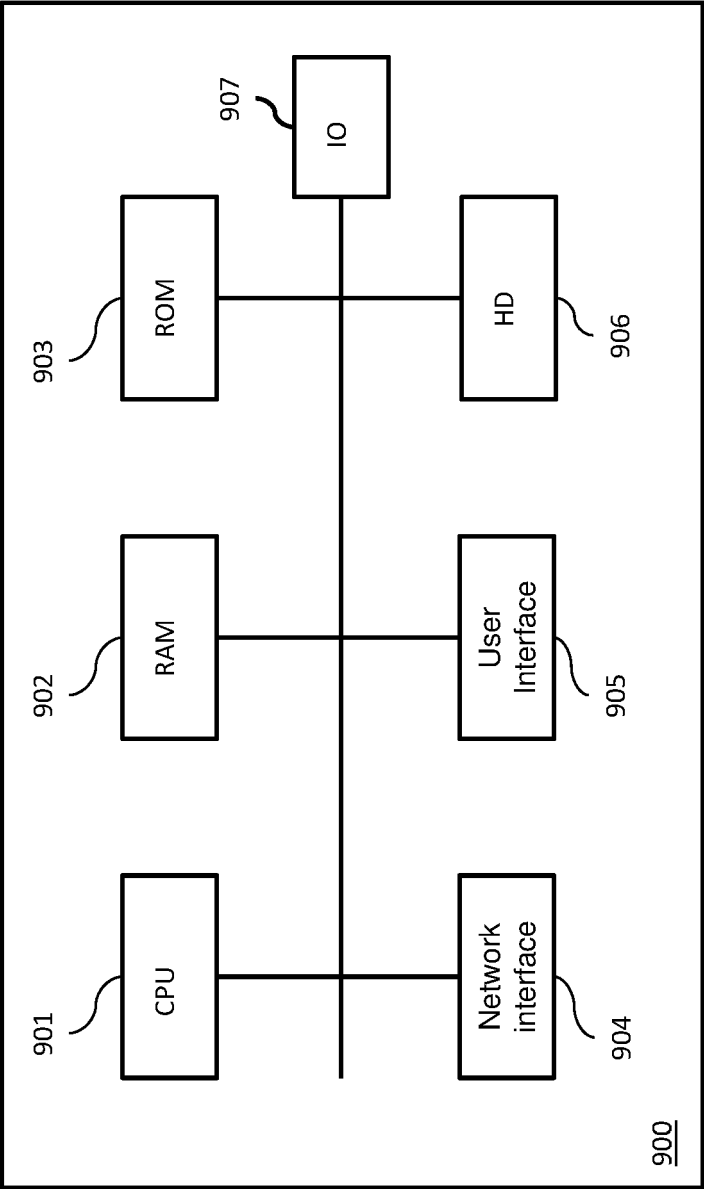 901
902
903
CPU
RAM
ROM
907
IO
Network
interface
User
Interface
HD
904
905
906
900